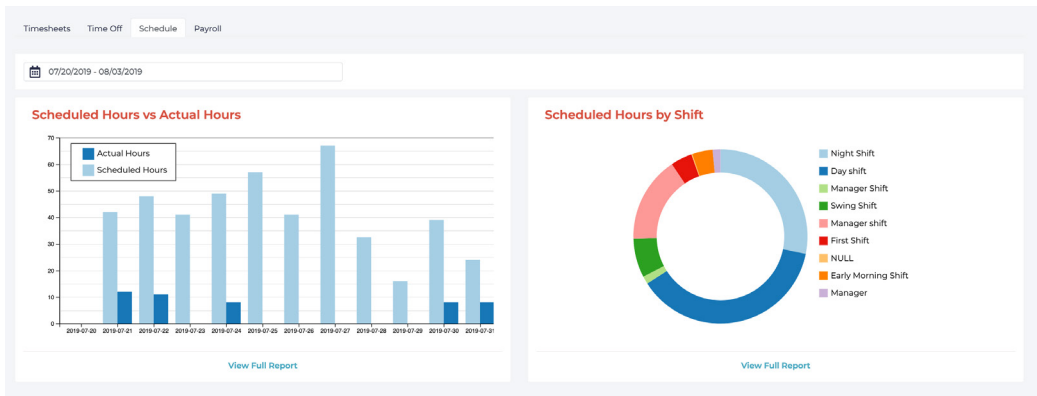 Timesheets Time Off Schedule Payroll
07/20/2019 - 08/03/2019
Scheduled Hours vs Actual Hours
70
60
50
40
30
20
10
0
Actual Hours
Scheduled Hours
2019-07-20 2019-07-21 2019-07-22 2019-07-23 2019-07-24 2019-07-25 2019-07-26 2019-07-27 2019-07-28 2019-07-29 2019-07-30 2019-07-31
View Full Report
Scheduled Hours by Shift
Night Shift
Day shift
Manager Shift
Swing Shift
Manager shift
First Shift
NULL
Early Morning Shift
Manager
View Full Report